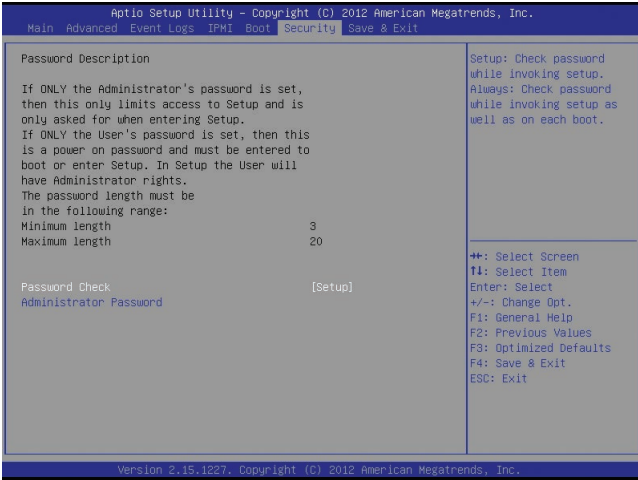 Aptio Setup Utility – Copyright (C) 2012 American Megatrends, Inc.
Main Advanced Event Logs IPMI Boot Security Save & Exit
Password Description
If ONLY the Administrator's password is set,
then this only limits access to Setup and is
only asked for when entering Setup.
If ONLY the User's password is set, then this
is a power on password and must be entered to
boot or enter Setup. In Setup the User will
have Administrator rights.
The password length must be
in the following range:
Minimum length 3
Maximum length 20
Password Check [Setup]
Administrator Password
Setup: Check password
while invoking setup.
Always: Check password
while invoking setup as
well as on each boot.
→←: Select Screen
↑↓: Select Item
Enter: Select
+/-: Change Opt.
F1: General Help
F2: Previous Values
F3: Optimized Defaults
F4: Save & Exit
ESC: Exit
Version 2.15.1227. Copyright (C) 2012 American Megatrends, Inc.